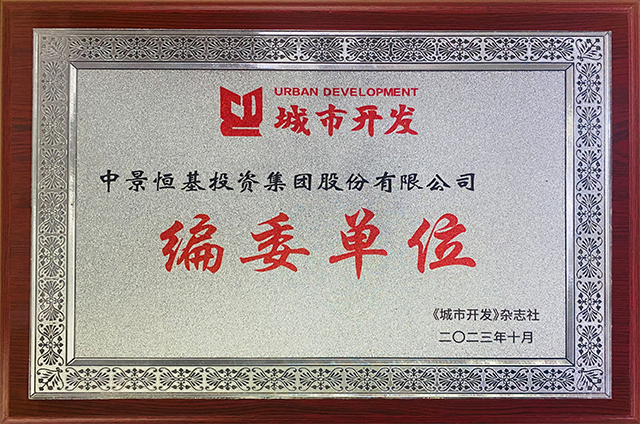 URBAN DEVELOPMENT
城市开发
中景恒基投资集团股份有限公司
编委单位
《城市开发》杂志社
二〇二三年十月